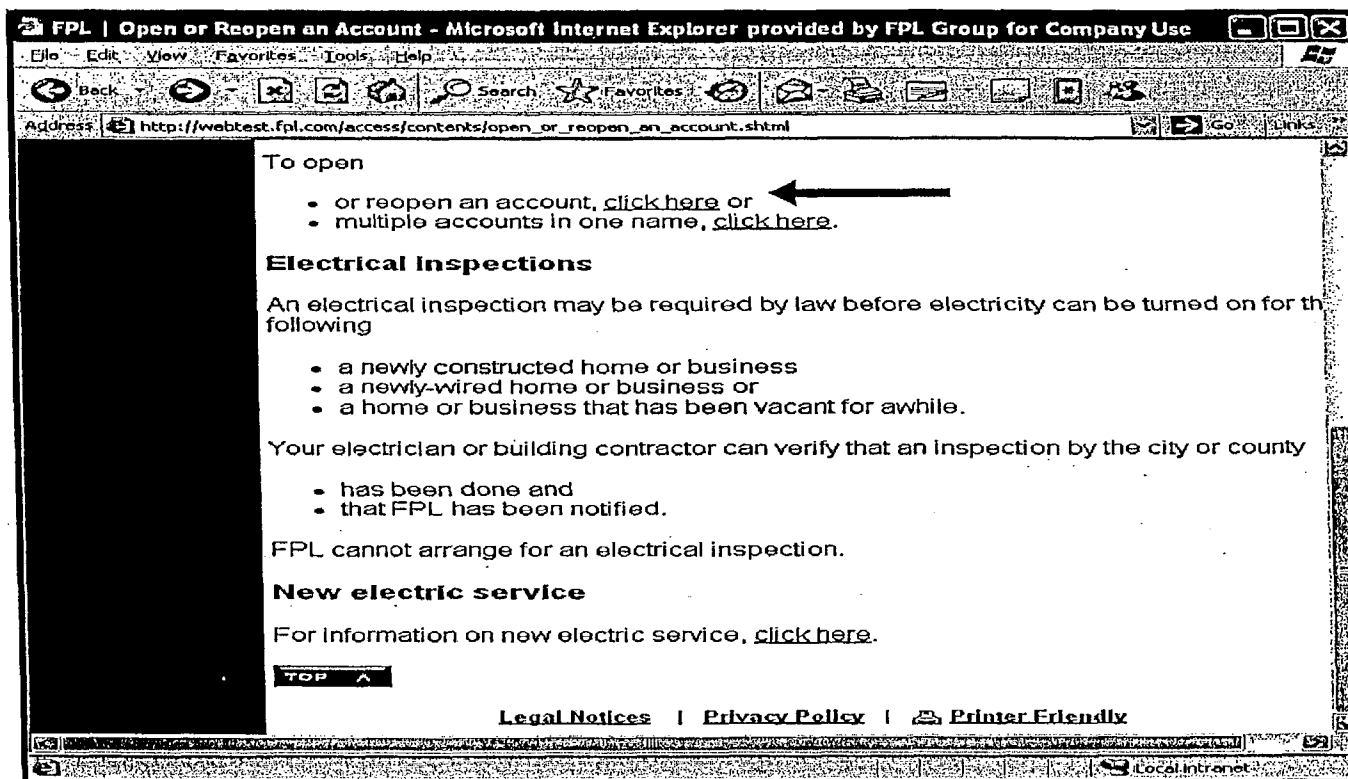 FPL | Open or Reopen an Account - Microsoft Internet Explorer provided by FPL Group for Company Use
File Edit View Favorites Tools Help
Back Search Favorites
Address http://webtest.fpl.com/access/contents/open_or_reopen_an_account.shtml Go Links
To open
• or reopen an account, click here or
• multiple accounts in one name, click here.
Electrical Inspections
An electrical inspection may be required by law before electricity can be turned on for th
following
• a newly constructed home or business
• a newly-wired home or business or
• a home or business that has been vacant for awhile.
Your electrician or building contractor can verify that an inspection by the city or county
• has been done and
• that FPL has been notified.
FPL cannot arrange for an electrical inspection.
New electric service
For information on new electric service, click here.
TOP ^
Legal Notices | Privacy Policy | Printer Friendly
Local intranet